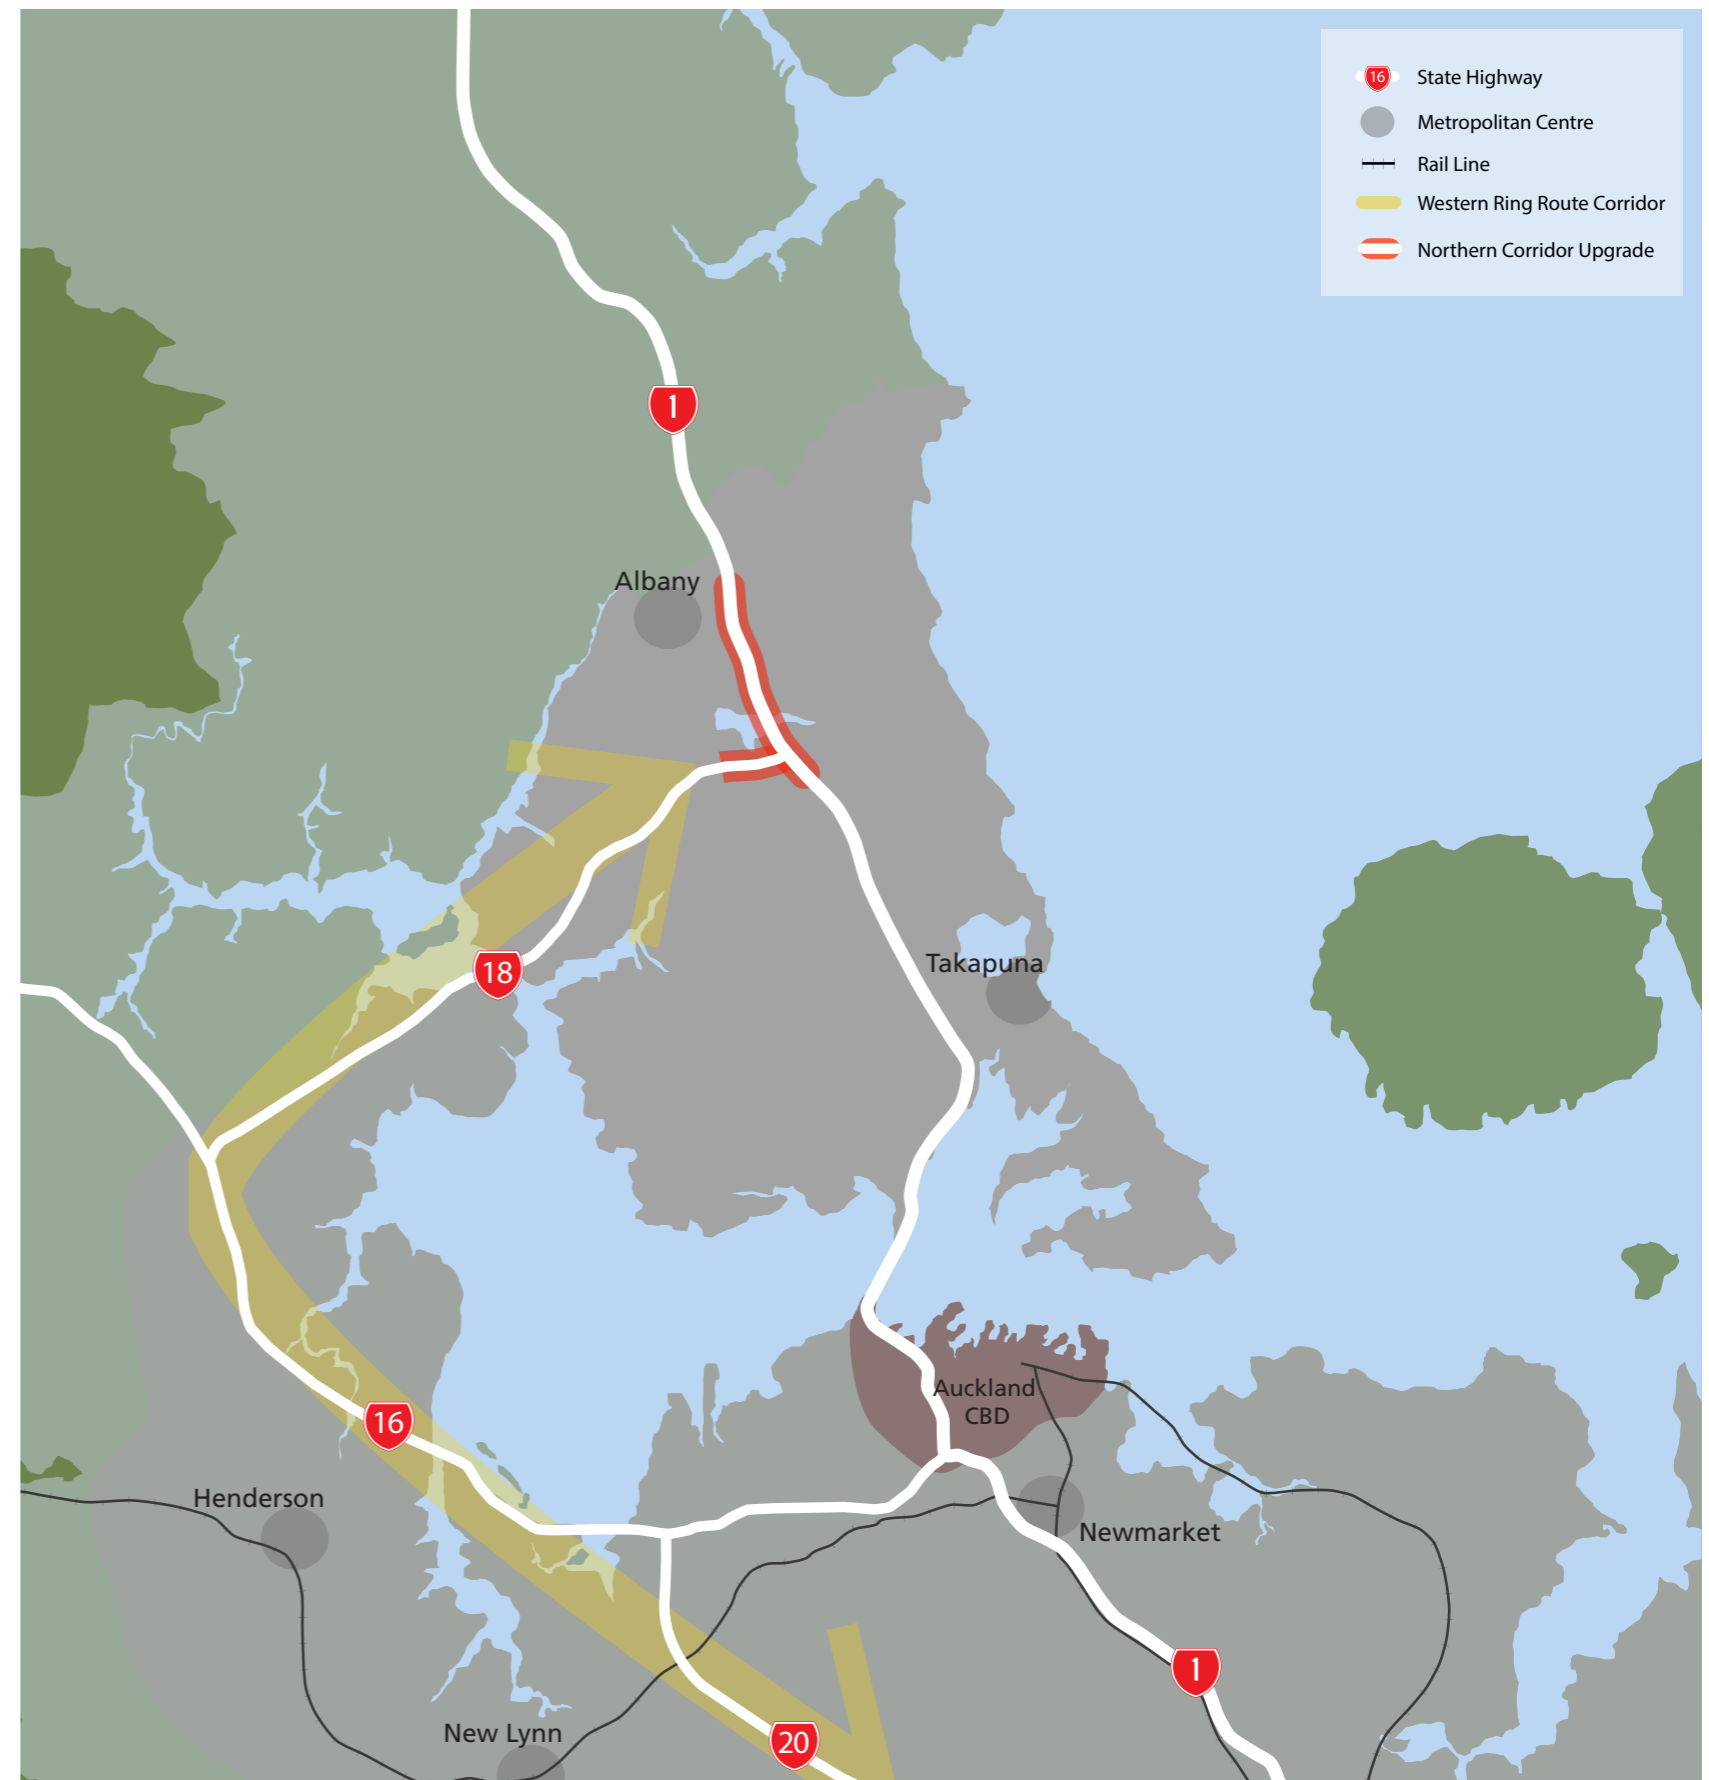 16 State Highway
Metropolitan Centre
Rail Line
Western Ring Route Corridor
Northern Corridor Upgrade
1
Albany
Takapuna
18
Auckland
CBD
16
Henderson
Newmarket
1
New Lynn
20